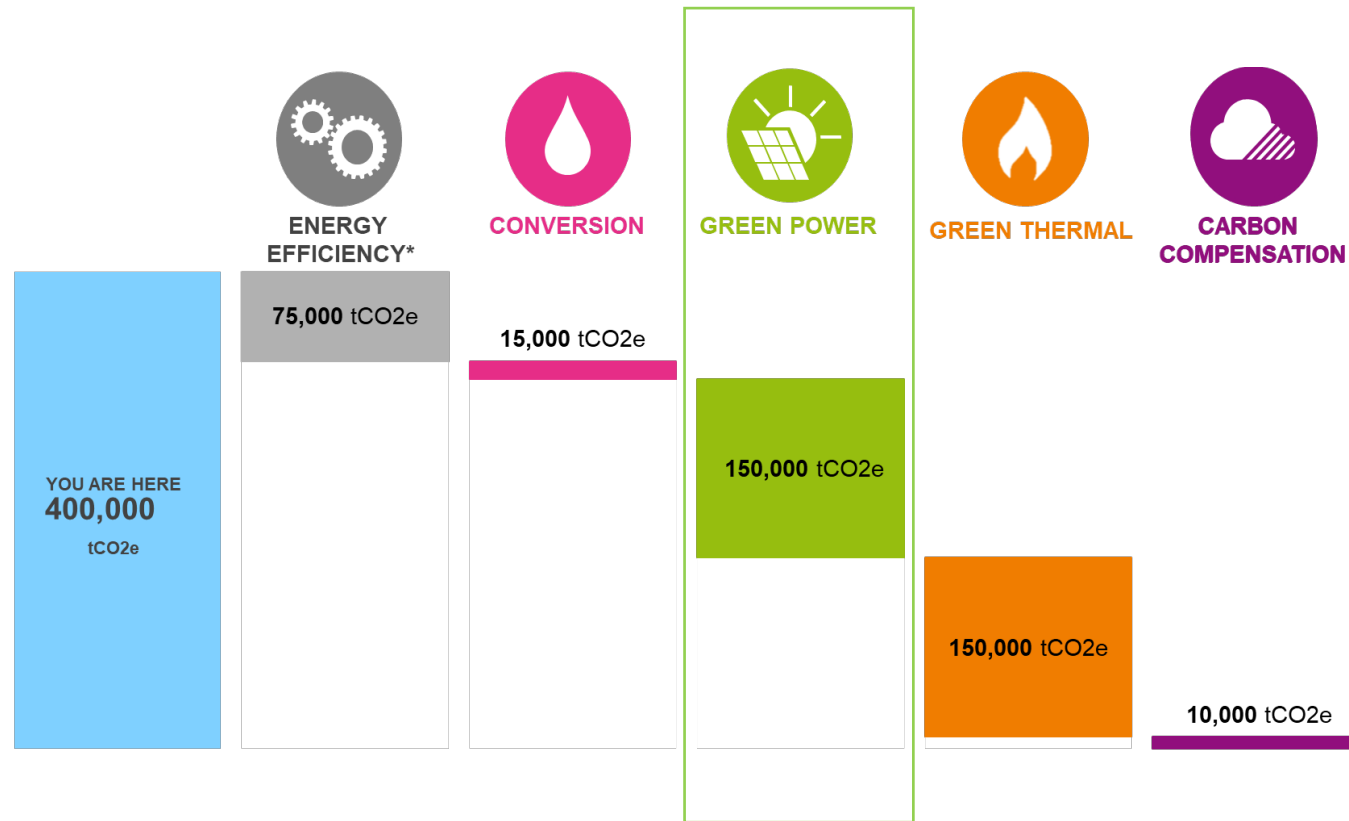 ENERGY
EFFICIENCY*
CONVERSION
GREEN POWER
GREEN THERMAL
CARBON
COMPENSATION
75,000 tCO2e
15,000 tCO2e
YOU ARE HERE
400,000
tCO2e
150,000 tCO2e
150,000 tCO2e
10,000 tCO2e